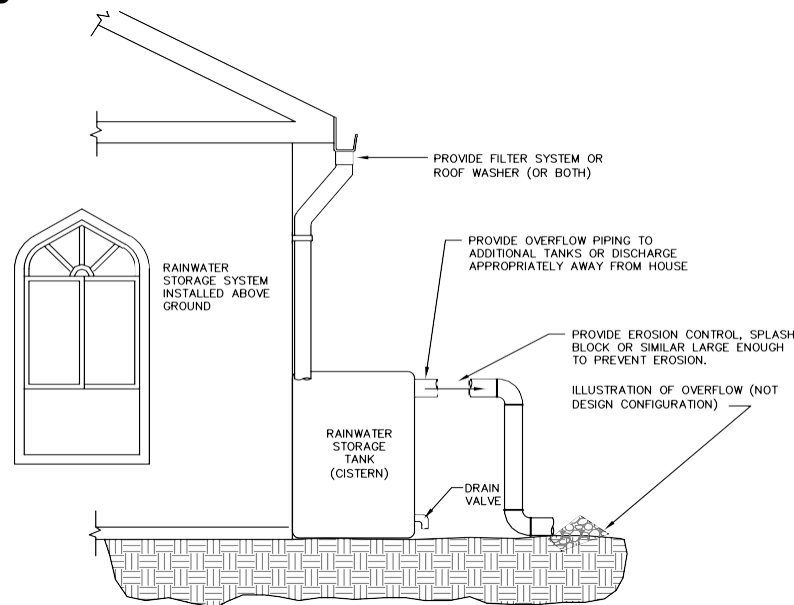 PROVIDE FILTER SYSTEM OR
ROOF WASHER (OR BOTH)
PROVIDE OVERFLOW PIPING TO
ADDITIONAL TANKS OR DISCHARGE
APPROPRIATELY AWAY FROM HOUSE
RAINWATER
STORAGE SYSTEM
INSTALLED ABOVE
GROUND
PROVIDE EROSION CONTROL, SPLASH
BLOCK OR SIMILAR LARGE ENOUGH
TO PREVENT EROSION.
ILLUSTRATION OF OVERFLOW (NOT
DESIGN CONFIGURATION)
RAINWATER
STORAGE
TANK
(CISTERN)
DRAIN
VALVE